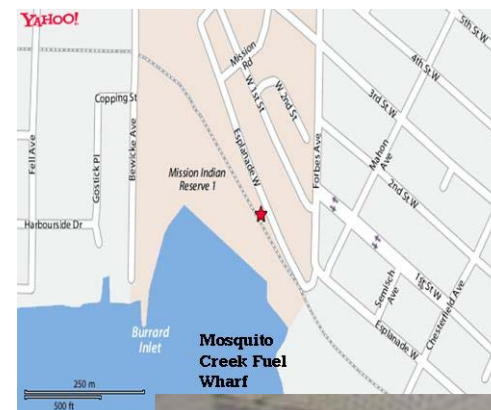 YAHOO!
5th St W
4th St W
Mission
Rd
W 1st St
W 2nd St
3rd St W
Copping St
Fell Ave
Gostick Pl
Bewicke Ave
Esplanade W
Forbes Ave
Mahon
Ave
2nd St W
Mission Indian
Reserve 1
Harbourside Dr
1st St W
Semisch
Ave
Chesterfield Ave
Esplanade W
Burrard
Inlet
Mosquito
Creek Fuel
Wharf
250 m
500 ft